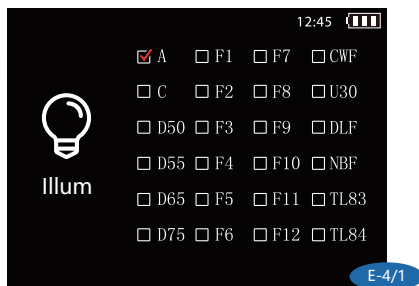 12:45
A F1 F7 CWF
C F2 F8 U30
D50 F3 F9 DLF
D55 F4 F10 NBF
D65 F5 F11 TL83
D75 F6 F12 TL84
Illum
E-4/1